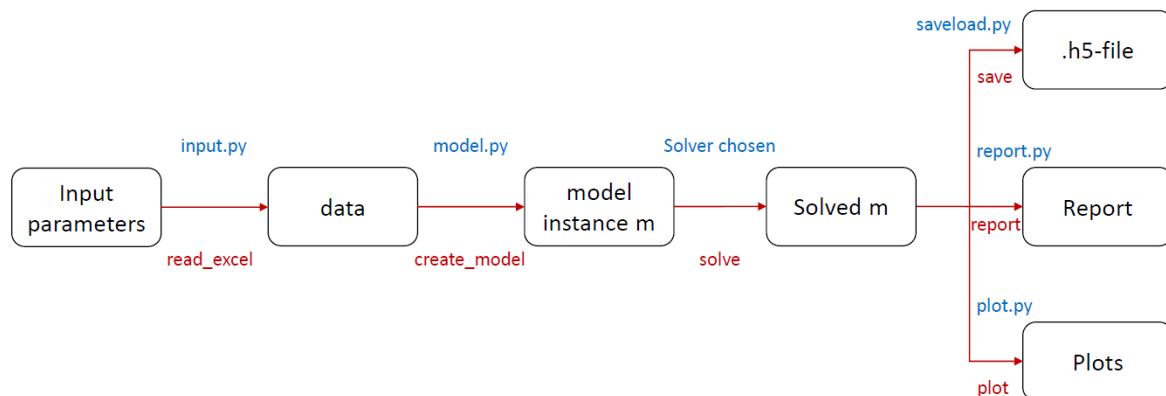 saveload.py
.h5-file
save
input.py
model.py
Solver chosen
report.py
Input
parameters
data
model
instance m
Solved m
Report
report
read_excel
create_model
solve
plot.py
Plots
plot